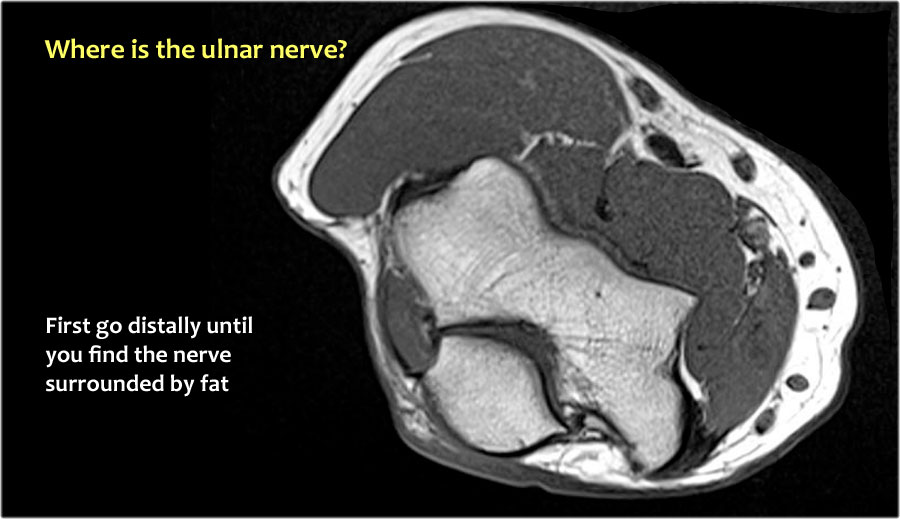 Where is the ulnar nerve?
First go distally until
you find the nerve
surrounded by fat